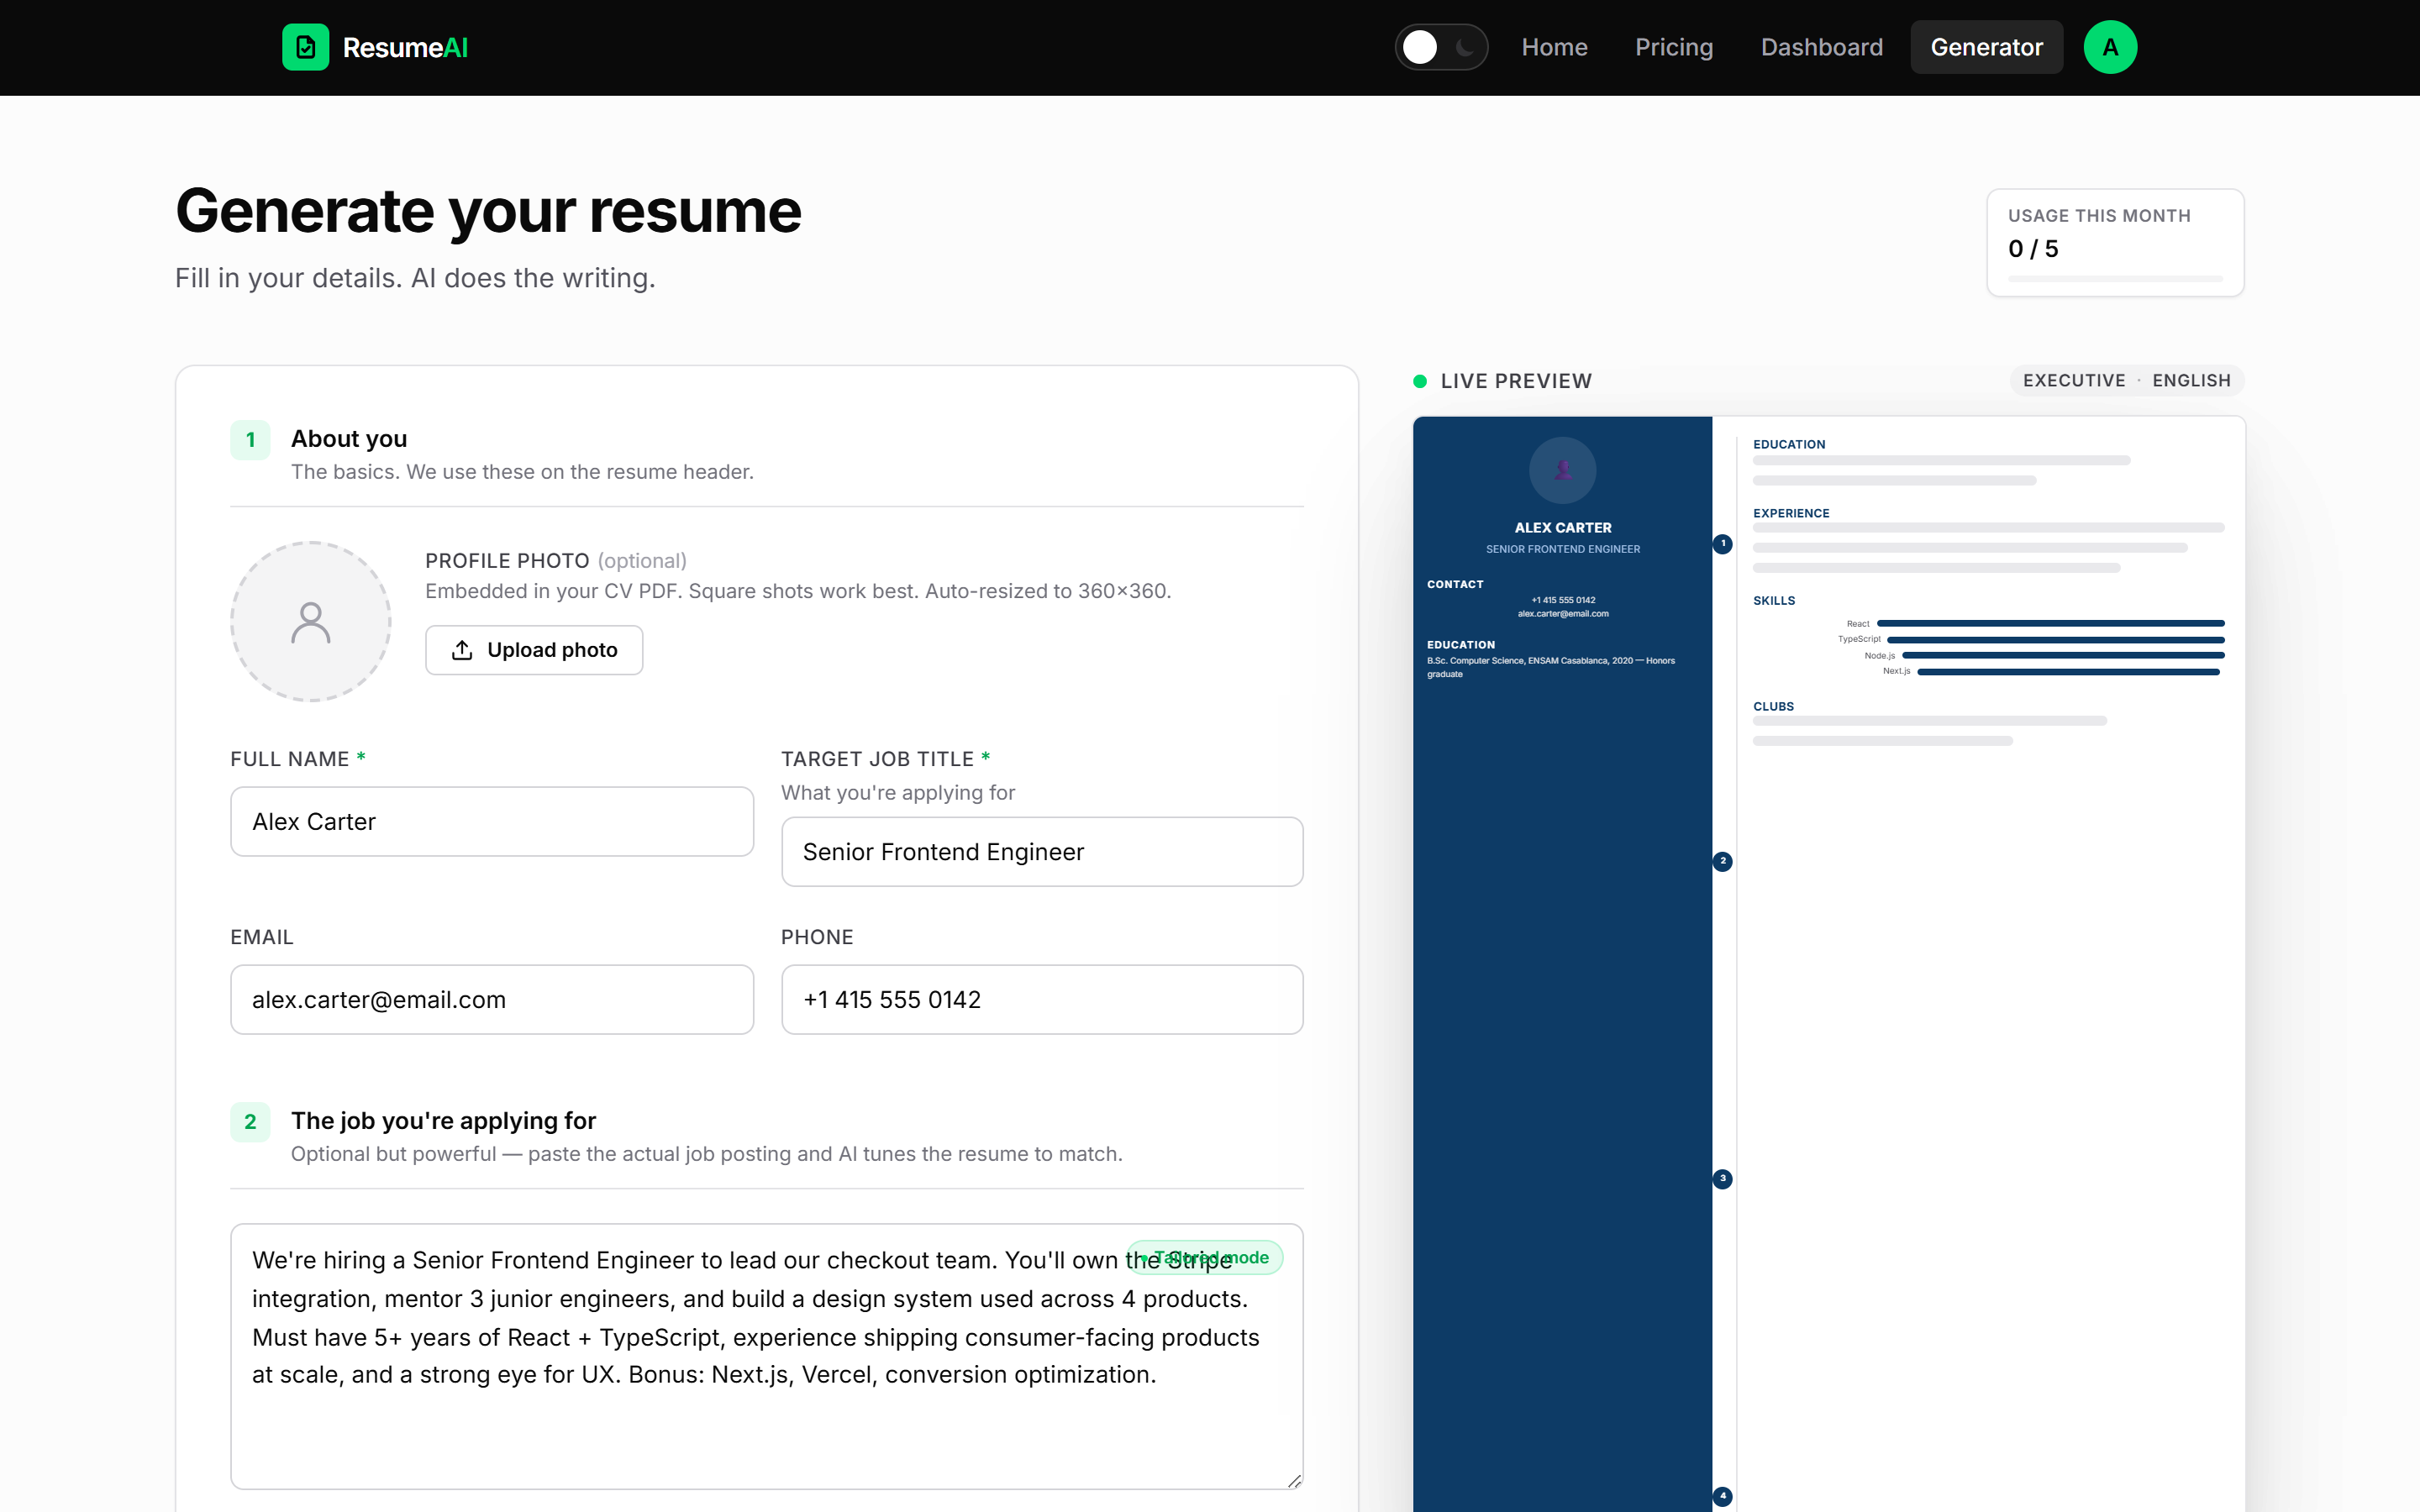 ResumeAI
Home
Pricing
Dashboard
Generator
A
Generate your resume
Fill in your details. AI does the writing.
USAGE THIS MONTH
0 / 5
1
About you
The basics. We use these on the resume header.
PROFILE PHOTO (optional)
Embedded in your CV PDF. Square shots work best. Auto-resized to 360×360.
Upload photo
FULL NAME *
Alex Carter
TARGET JOB TITLE *
What you're applying for
Senior Frontend Engineer
EMAIL
alex.carter@email.com
PHONE
+1 415 555 0142
2
The job you're applying for
Optional but powerful — paste the actual job posting and AI tunes the resume to match.
Tailored mode
We're hiring a Senior Frontend Engineer to lead our checkout team. You'll own the Stripe
integration, mentor 3 junior engineers, and build a design system used across 4 products.
Must have 5+ years of React + TypeScript, experience shipping consumer-facing products
at scale, and a strong eye for UX. Bonus: Next.js, Vercel, conversion optimization.
LIVE PREVIEW
EXECUTIVE · ENGLISH
ALEX CARTER
SENIOR FRONTEND ENGINEER
CONTACT
+1 415 555 0142
alex.carter@email.com
EDUCATION
B.Sc. Computer Science, ENSAM Casablanca, 2020 — Honors
graduate
1
2
3
4
EDUCATION
EXPERIENCE
SKILLS
React
TypeScript
Node.js
Next.js
CLUBS